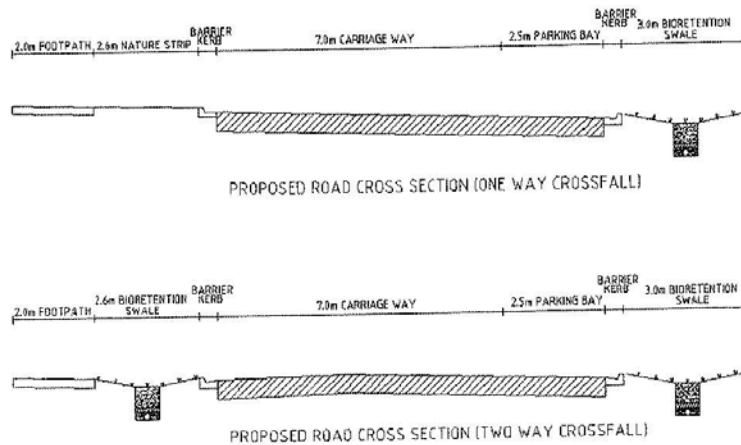 BARRIER
KERB
BARRIER
KERB
2.0m FOOTPATH
2.6m NATURE STRIP
7.0m CARRIAGE WAY
2.5m PARKING BAY
3.0m BIORETENTION
SWALE
PROPOSED ROAD CROSS SECTION (ONE WAY CROSSFALL)
BARRIER
KERB
BARRIER
KERB
2.0m FOOTPATH
2.6m BIORETENTION
SWALE
7.0m CARRIAGE WAY
2.5m PARKING BAY
3.0m BIORETENTION
SWALE
PROPOSED ROAD CROSS SECTION (TWO WAY CROSSFALL)